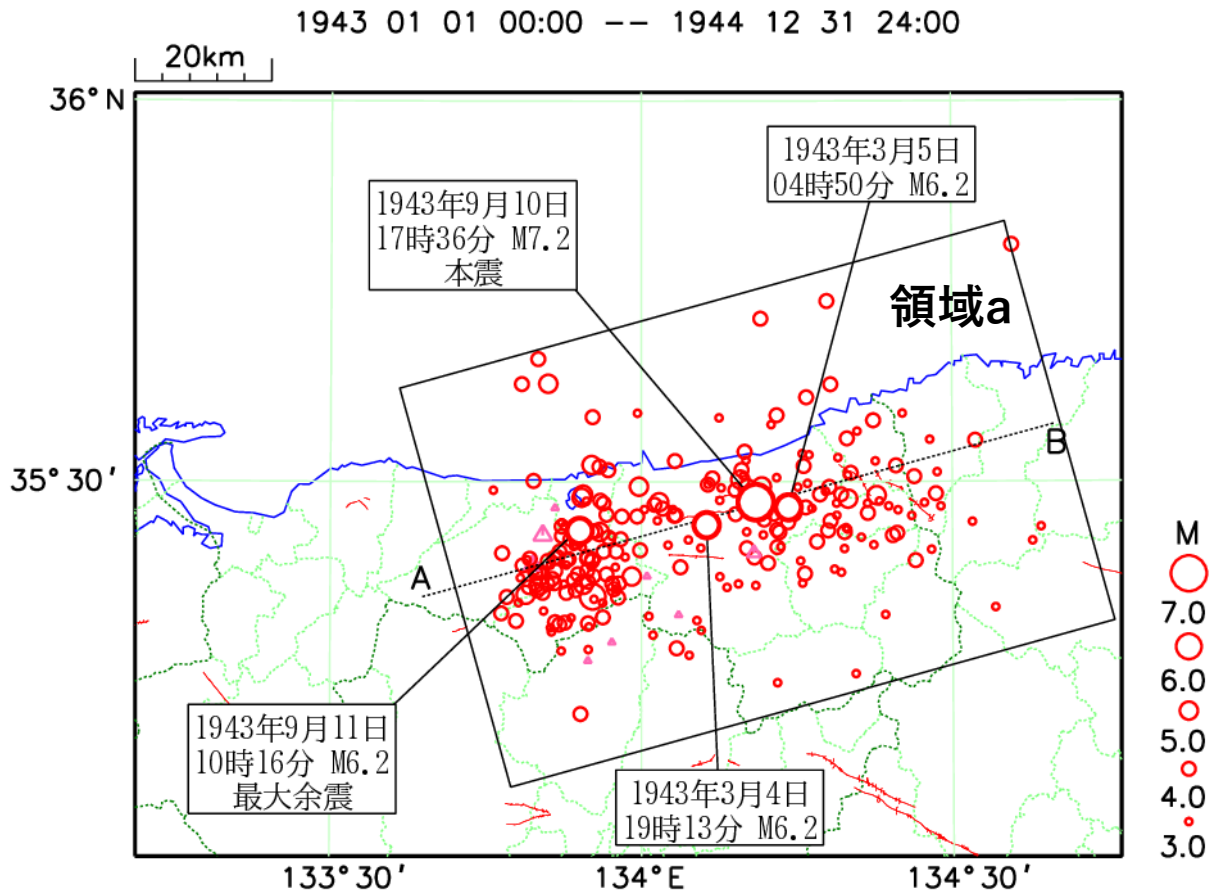 1943 01 01 00:00 -- 1944 12 31 24:00
20km
36°N
1943年3月5日
04時50分 M6.2
1943年9月10日
17時36分 M7.2
本震
領域a
B
35°30′
A
M
7.0
6.0
5.0
4.0
3.0
1943年9月11日
10時16分 M6.2
最大余震
1943年3月4日
19時13分 M6.2
133°30′
134°E
134°30′